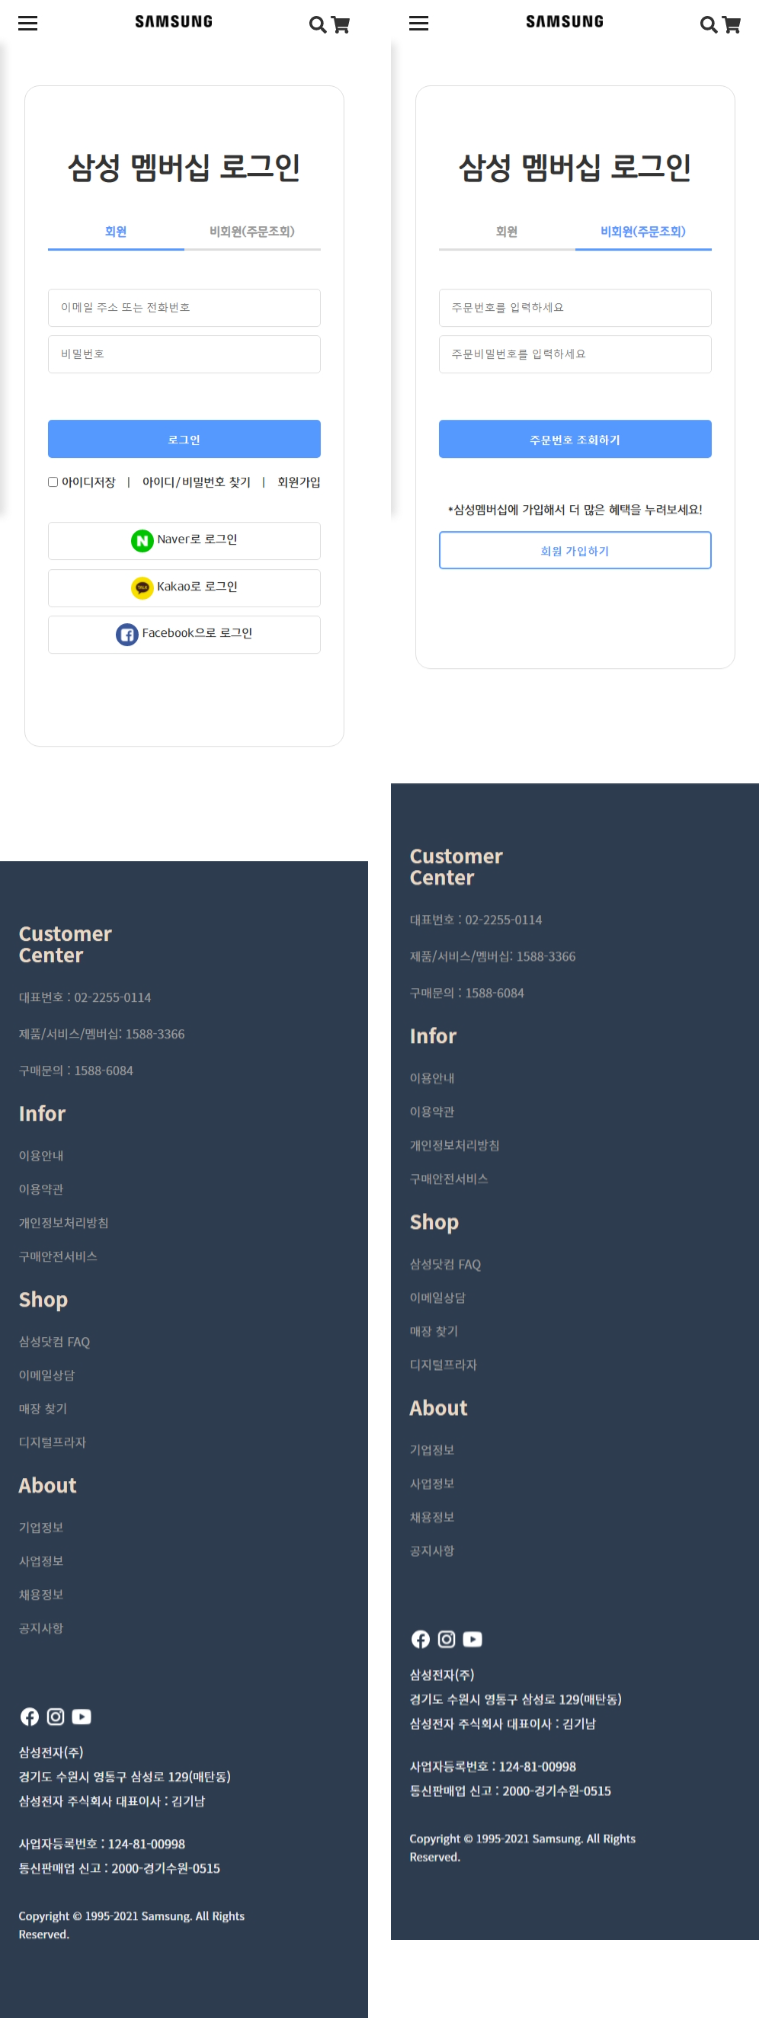 SAMSUNG
삼성 멤버십 로그인
회원 비회원(주문조회)
이메일 주소 또는 전화번호
비밀번호
로그인
아이디저장 | 아이디/비밀번호 찾기 | 회원가입
Naver로 로그인
Kakao로 로그인
Facebook으로 로그인
Customer
Center
대표번호 : 02-2255-0114
제품/서비스/멤버십: 1588-3366
구매문의 : 1588-6084
Infor
이용안내
이용약관
개인정보처리방침
구매안전서비스
Shop
삼성닷컴 FAQ
이메일상담
매장 찾기
디지털프라자
About
기업정보
사업정보
채용정보
공지사항
삼성전자(주)
경기도 수원시 영통구 삼성로 129(매탄동)
삼성전자 주식회사 대표이사 : 김기남
사업자등록번호 : 124-81-00998
통신판매업 신고 : 2000-경기수원-0515
Copyright © 1995-2021 Samsung. All Rights
Reserved.
SAMSUNG
삼성 멤버십 로그인
회원 비회원(주문조회)
주문번호를 입력하세요
주문비밀번호를 입력하세요
주문번호 조회하기
*삼성멤버십에 가입해서 더 많은 혜택을 누려보세요!
회원 가입하기
Customer
Center
대표번호 : 02-2255-0114
제품/서비스/멤버십: 1588-3366
구매문의 : 1588-6084
Infor
이용안내
이용약관
개인정보처리방침
구매안전서비스
Shop
삼성닷컴 FAQ
이메일상담
매장 찾기
디지털프라자
About
기업정보
사업정보
채용정보
공지사항
삼성전자(주)
경기도 수원시 영통구 삼성로 129(매탄동)
삼성전자 주식회사 대표이사 : 김기남
사업자등록번호 : 124-81-00998
통신판매업 신고 : 2000-경기수원-0515
Copyright © 1995-2021 Samsung. All Rights
Reserved.